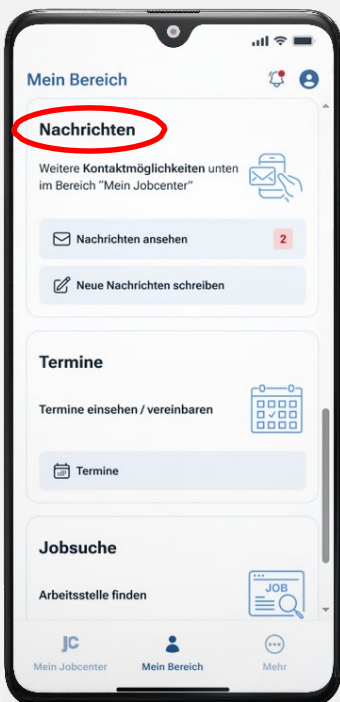 Mein Bereich
Nachrichten
Weitere Kontaktmöglichkeiten unten
im Bereich "Mein Jobcenter"
Nachrichten ansehen 2
Neue Nachrichten schreiben
Termine
Termine einsehen / vereinbaren
Termine
Jobsuche
Arbeitsstelle finden
JOB
JC
Mein Jobcenter Mein Bereich Mehr